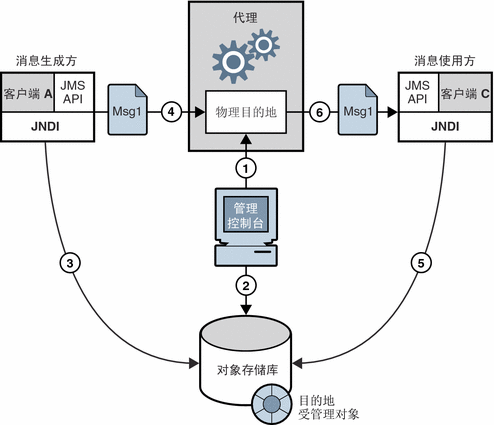 代理
消息生成方
消息使用方
客户端 A
JMS
API
JNDI
Msg1
4
物理目的地
6
Msg1
JMS
API
客户端 C
JNDI
1
管理
控制台
3
2
5
对象存储库
目的地
受管理对象